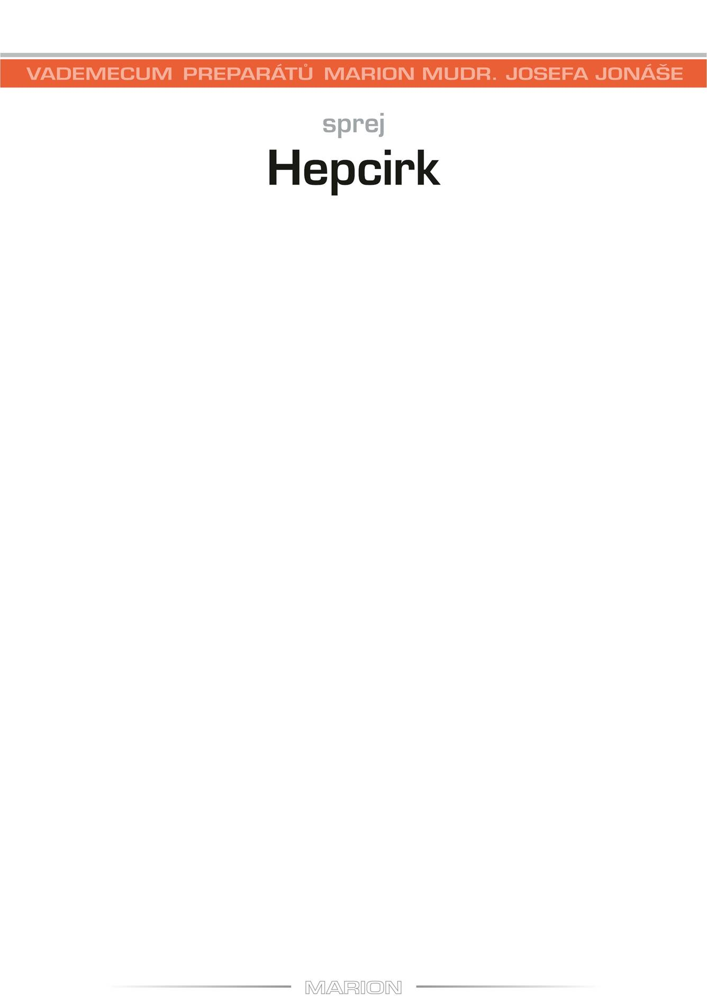 VADEMECUM PREPARÁTŮ MARION MUDR. JOSEFA JONÁŠE
sprej
Hepcirk
MARION